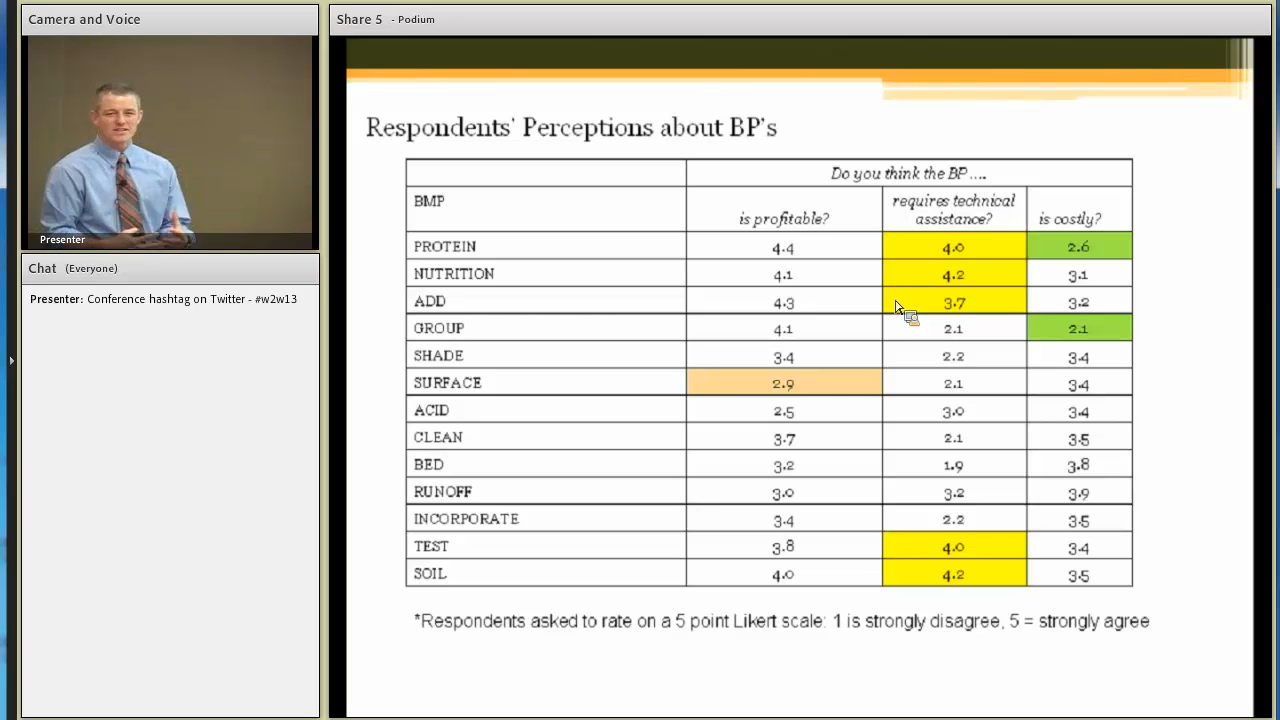 Camera and Voice
Presenter
Chat (Everyone)
Presenter: Conference hashtag on Twitter - #w2w13
Share 5 - Podium
Respondents' Perceptions about BP's
Do you think the BP ....
BMP is profitable? requires technical assistance? is costly?
PROTEIN 4.4 4.0 2.6
NUTRITION 4.1 4.2 3.1
ADD 4.3 3.7 3.2
GROUP 4.1 2.1 2.1
SHADE 3.4 2.2 3.4
SURFACE 2.9 2.1 3.4
ACID 2.5 3.0 3.4
CLEAN 3.7 2.1 3.5
BED 3.2 1.9 3.8
RUNOFF 3.0 3.2 3.9
INCORPORATE 3.4 2.2 3.5
TEST 3.8 4.0 3.4
SOIL 4.0 4.2 3.5
*Respondents asked to rate on a 5 point Likert scale: 1 is strongly disagree, 5 = strongly agree